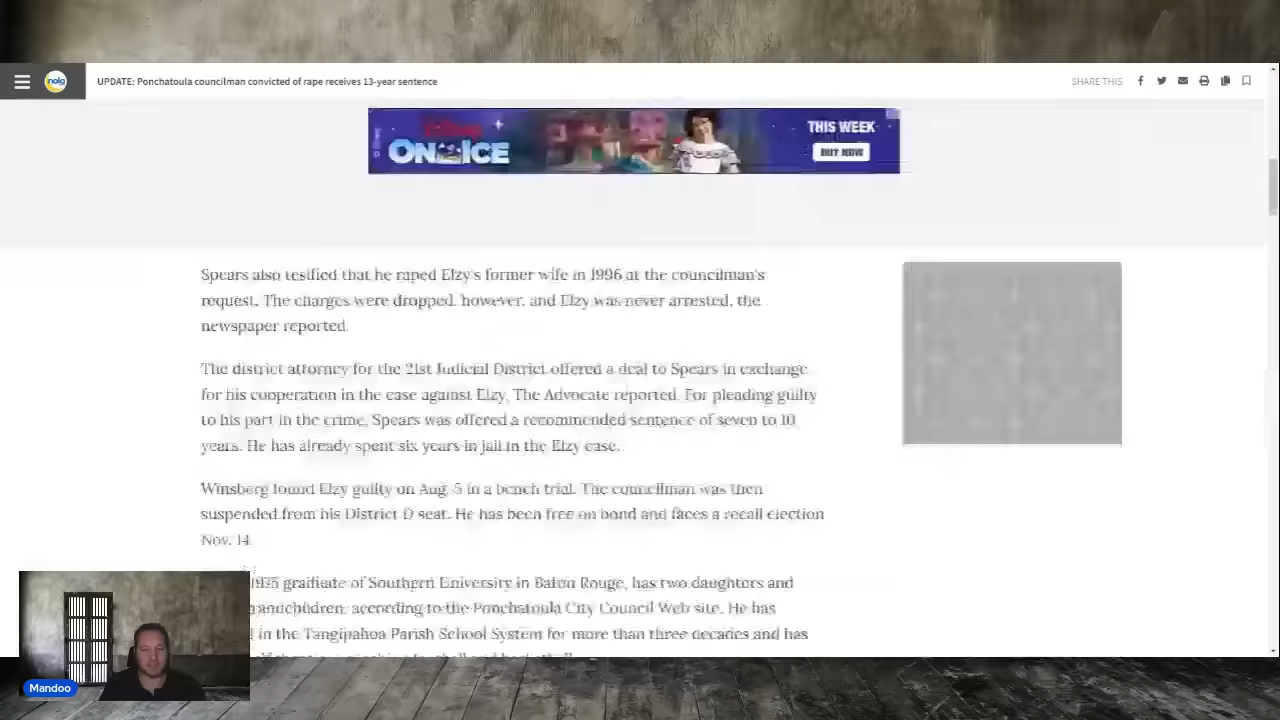 nola
UPDATE: Ponchatoula councilman convicted of rape receives 13-year sentence
SHARE THIS
Disney
ON ICE
THIS WEEK
BUY NOW
Spears also testified that he raped Elzy's former wife in 1996 at the councilman's
request. The charges were dropped, however, and Elzy was never arrested, the
newspaper reported.
The district attorney for the 21st Judicial District offered a deal to Spears in exchange
for his cooperation in the case against Elzy, The Advocate reported. For pleading guilty
to his part in the crime, Spears was offered a recommended sentence of seven to 10
years. He has already spent six years in jail in the Elzy case.
Winsberg found Elzy guilty on Aug. 5 in a bench trial. The councilman was then
suspended from his District D seat. He has been free on bond and faces a recall election
Nov. 14.
graduate of Southern University in Baton Rouge, has two daughters and
andchildren, according to the Ponchatoula City Council Web site. He has
in the Tangipahoa Parish School System for more than three decades and has
Mandoo